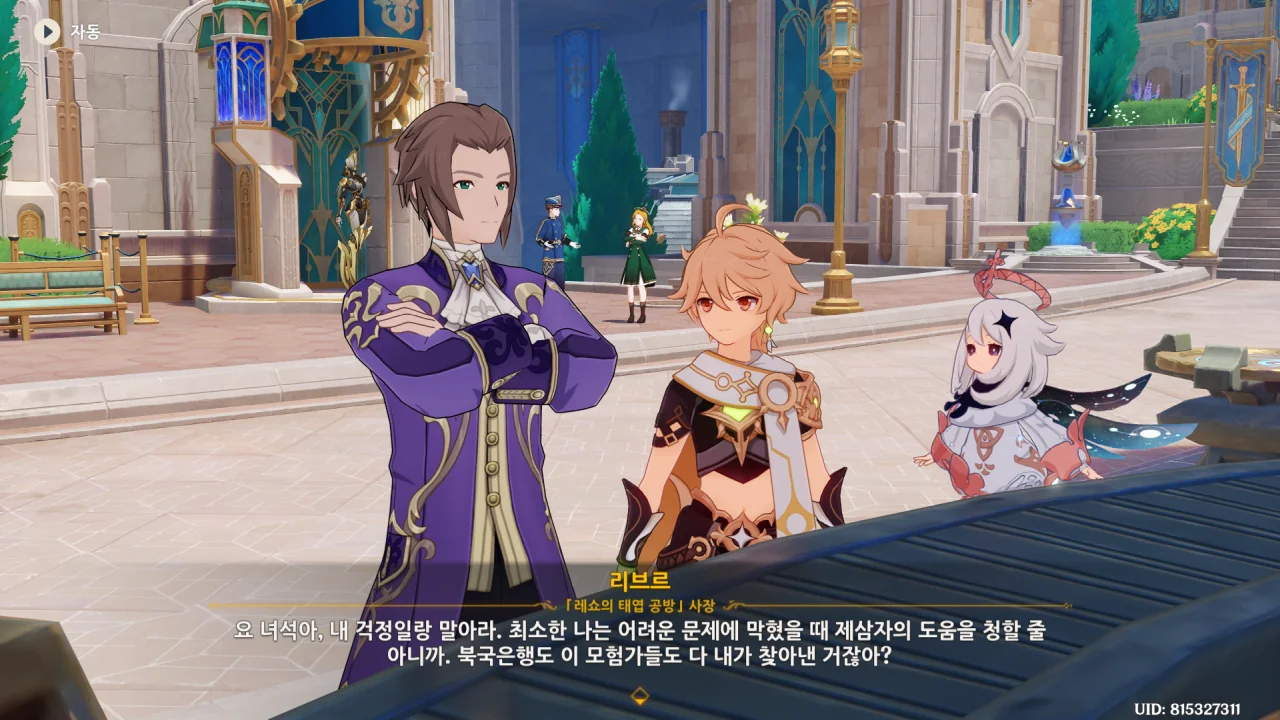 자동
리브르
「레쇼의 태엽 공방」 사장
요 녀석아, 내 걱정일랑 말아라. 최소한 나는 어려운 문제에 막혔을 때 제삼자의 도움을 청할 줄
아니까. 북국은행도 이 모험가들도 다 내가 찾아낸 거잖아?
UID: 815327311